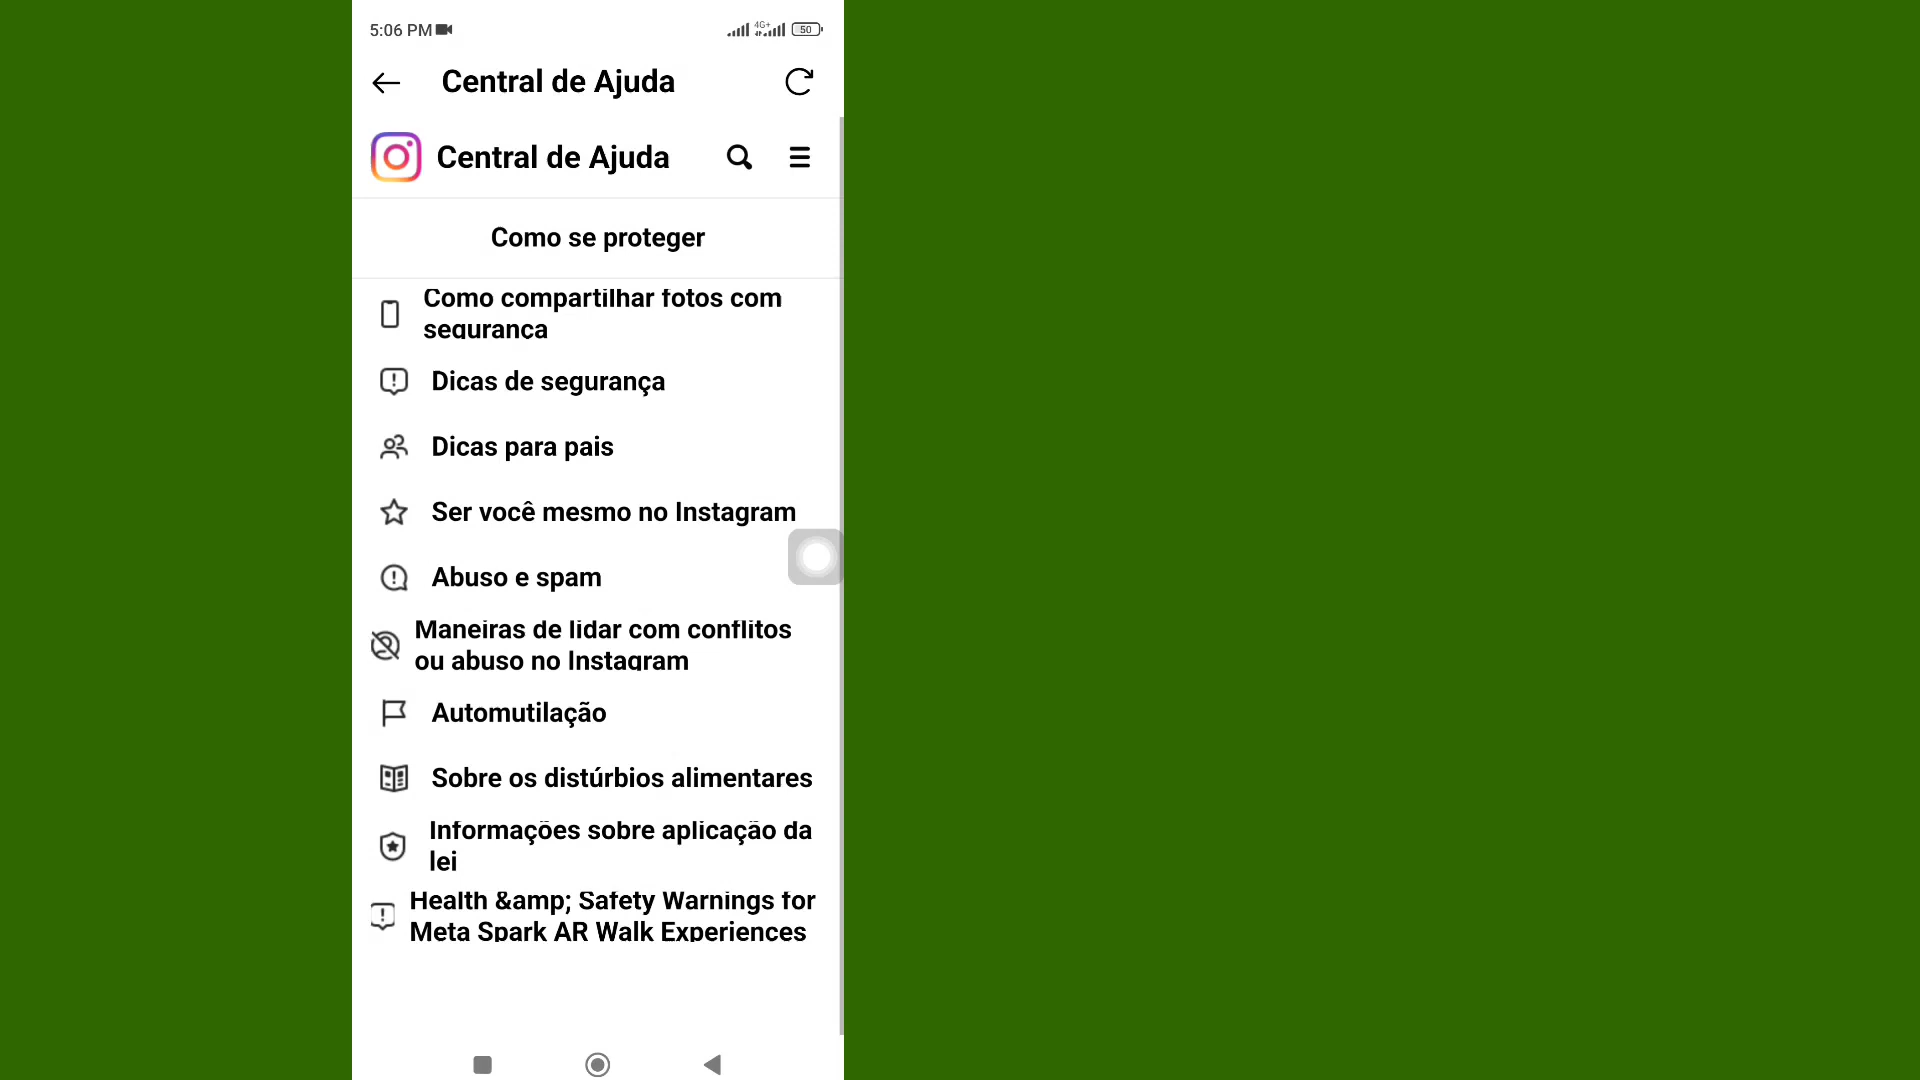 5:06 PM
4G+
50
Central de Ajuda
Central de Ajuda
Como se proteger
Como compartilhar fotos com
segurança
Dicas de segurança
Dicas para pais
Ser você mesmo no Instagram
Abuso e spam
Maneiras de lidar com conflitos
ou abuso no Instagram
Automutilação
Sobre os distúrbios alimentares
Informações sobre aplicação da
lei
Health &amp; Safety Warnings for
Meta Spark AR Walk Experiences